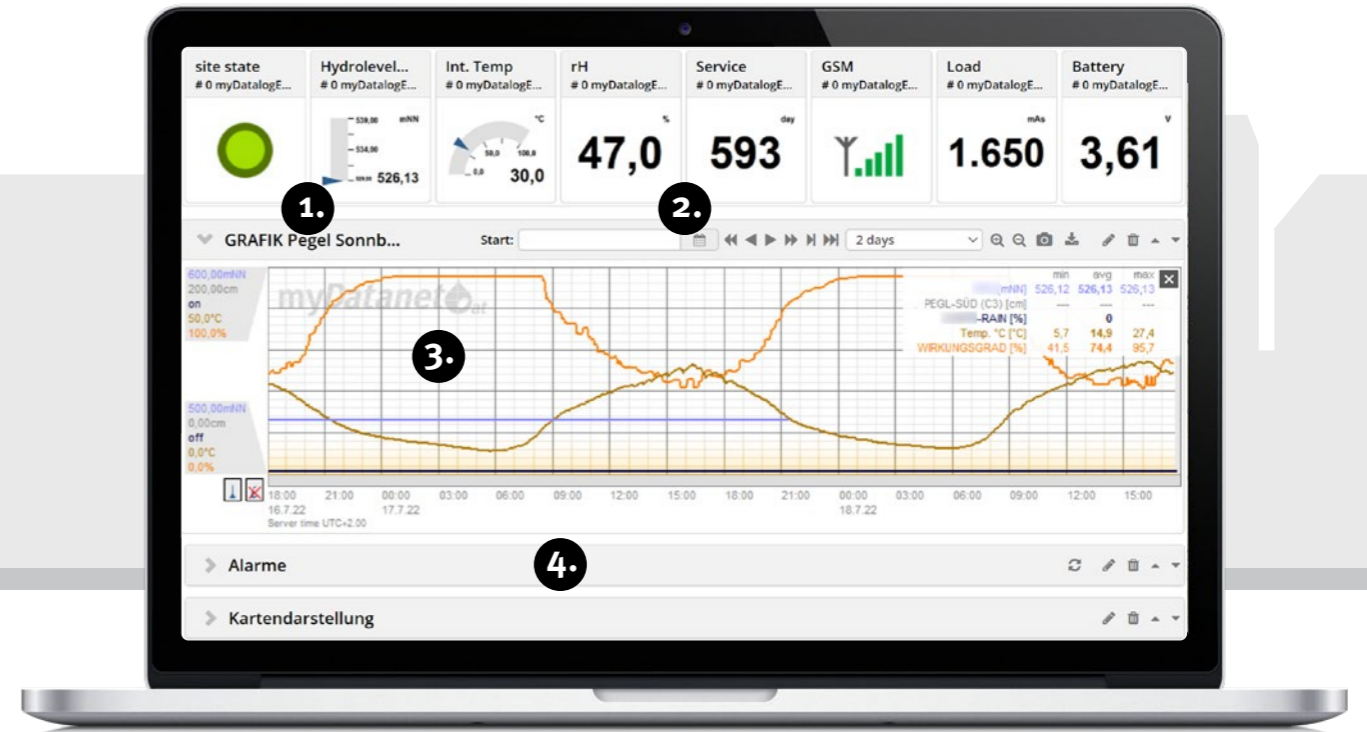 site state
# 0 myDatalogE...
Hydrolevel...
# 0 myDatalogE...
Int. Temp
# 0 myDatalogE...
rH
# 0 myDatalogE...
Service
# 0 myDatalogE...
GSM
# 0 myDatalogE...
Load
# 0 myDatalogE...
Battery
# 0 myDatalogE...
539,00 mNN
534,00
526,13
°C
50,0 100,0
0,0
30,0
%
47,0
day
593
mAs
1.650
V
3,61
1.
2.
GRAFIK Pegel Sonnb...
Start:
2 days
600,00mNN
200,00cm
on
50,0°C
100,0%
myDatanet.at
min avg max
[mNN] 526,12 526,13 526,13
PEGL-SÜD (C3) [cm] --- --- ---
-RAIN [%] 0
Temp. °C [°C] 5,7 14,9 27,4
WIRKUNGSGRAD [%] 41,5 74,4 95,7
3.
500,00mNN
0,00cm
off
0,0°C
0,0%
18:00 21:00 00:00 03:00 06:00 09:00 12:00 15:00 18:00 21:00 00:00 03:00 06:00 09:00 12:00 15:00
16.7.22 17.7.22 18.7.22
Server time UTC+2.00
4.
Alarme
Kartendarstellung